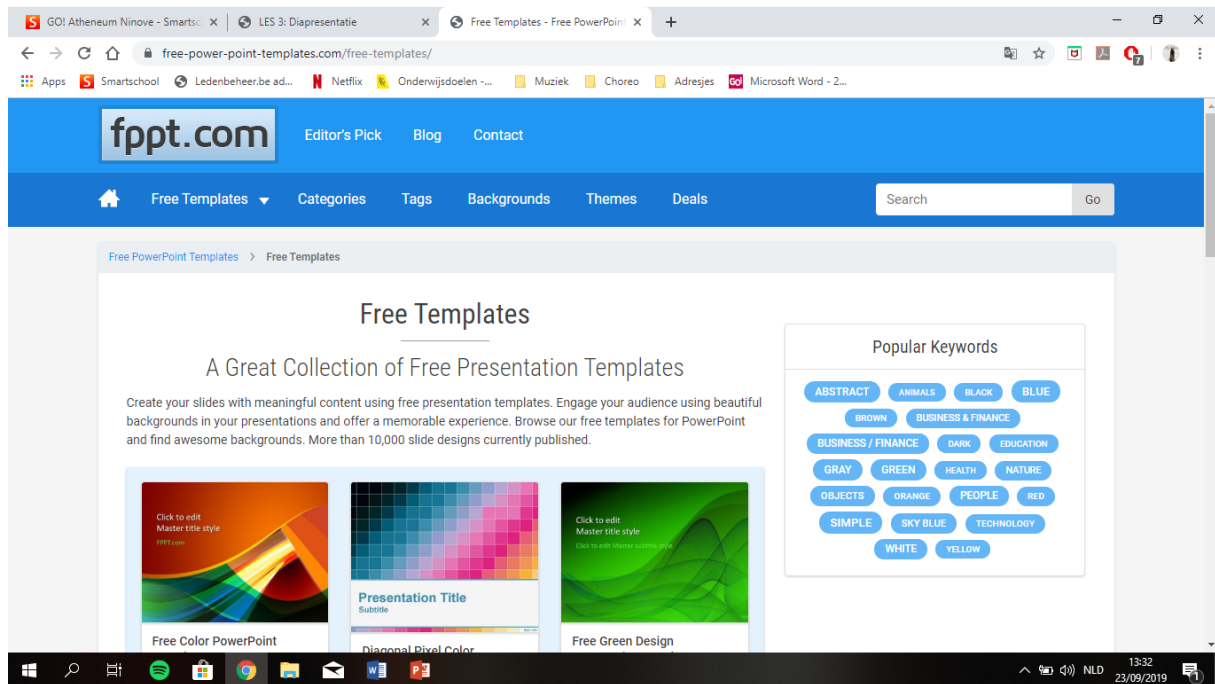 GO! Atheneum Ninove - Smartsc
LES 3: Diapresentatie
Free Templates - Free PowerPoin
free-power-point-templates.com/free-templates/
Apps Smartschool Ledenbeheer.be ad... Netflix Onderwijsdoelen -... Muziek Choreo Adresjes GO! Microsoft Word - 2...
fppt.com Editor's Pick Blog Contact
Free Templates Categories Tags Backgrounds Themes Deals Search Go
Free PowerPoint Templates > Free Templates
Free Templates
A Great Collection of Free Presentation Templates
Create your slides with meaningful content using free presentation templates. Engage your audience using beautiful
backgrounds in your presentations and offer a memorable experience. Browse our free templates for PowerPoint
and find awesome backgrounds. More than 10,000 slide designs currently published.
Click to edit
Master title style
FPPT.com
Free Color PowerPoint
Presentation Title
Subtitle
Diagonal Pixel Color
Click to edit
Master title style
Click to edit Master subtitle style
Free Green Design
Popular Keywords
ABSTRACT ANIMALS BLACK BLUE
BROWN BUSINESS & FINANCE
BUSINESS / FINANCE DARK EDUCATION
GRAY GREEN HEALTH NATURE
OBJECTS ORANGE PEOPLE RED
SIMPLE SKY BLUE TECHNOLOGY
WHITE YELLOW
NLD
13:32
23/09/2019